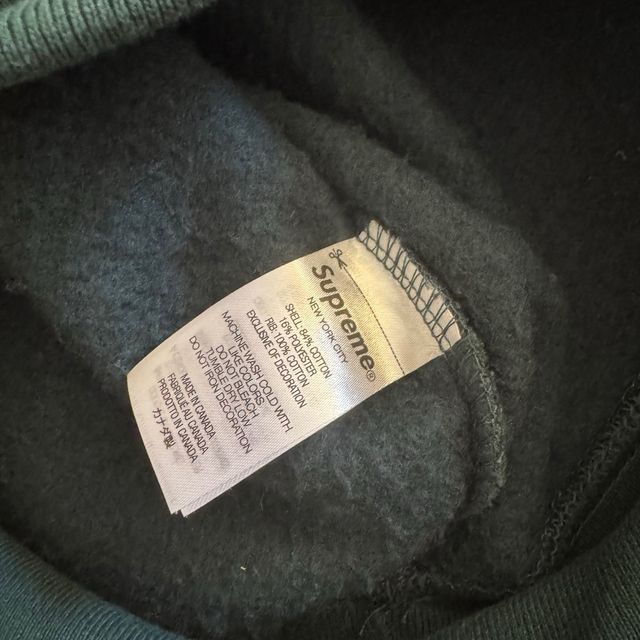 Supreme®
NEW YORK CITY
SHELL: 84% COTTON
16% POLYESTER
RIB: 100% COTTON
EXCLUSIVE OF DECORATION
MACHINE WASH COLD WITH
LIKE COLORS
DO NOT BLEACH
TUMBLE DRY LOW
DO NOT IRON DECORATION
MADE IN CANADA
FABRIQUÉ AU CANADA
PRODOTTO IN CANADA
カナダ製